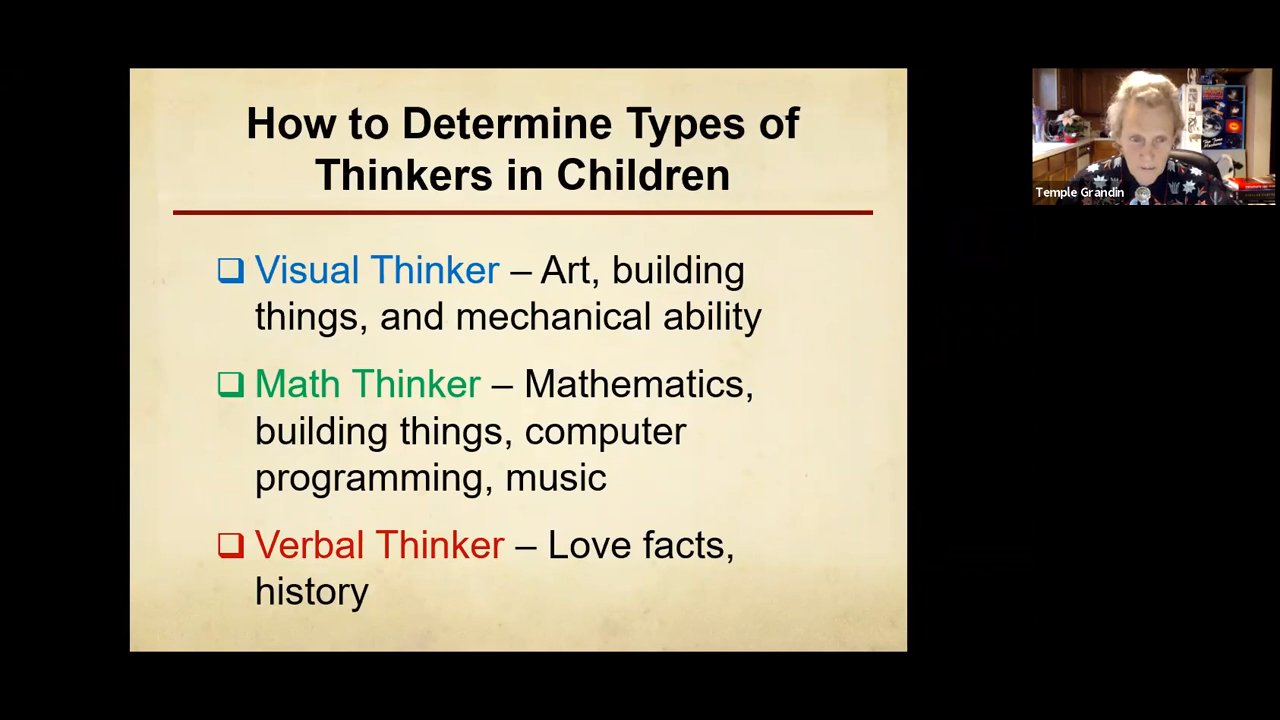 How to Determine Types of
Thinkers in Children
Visual Thinker – Art, building
things, and mechanical ability
Math Thinker – Mathematics,
building things, computer
programming, music
Verbal Thinker – Love facts,
history
Temple Grandin